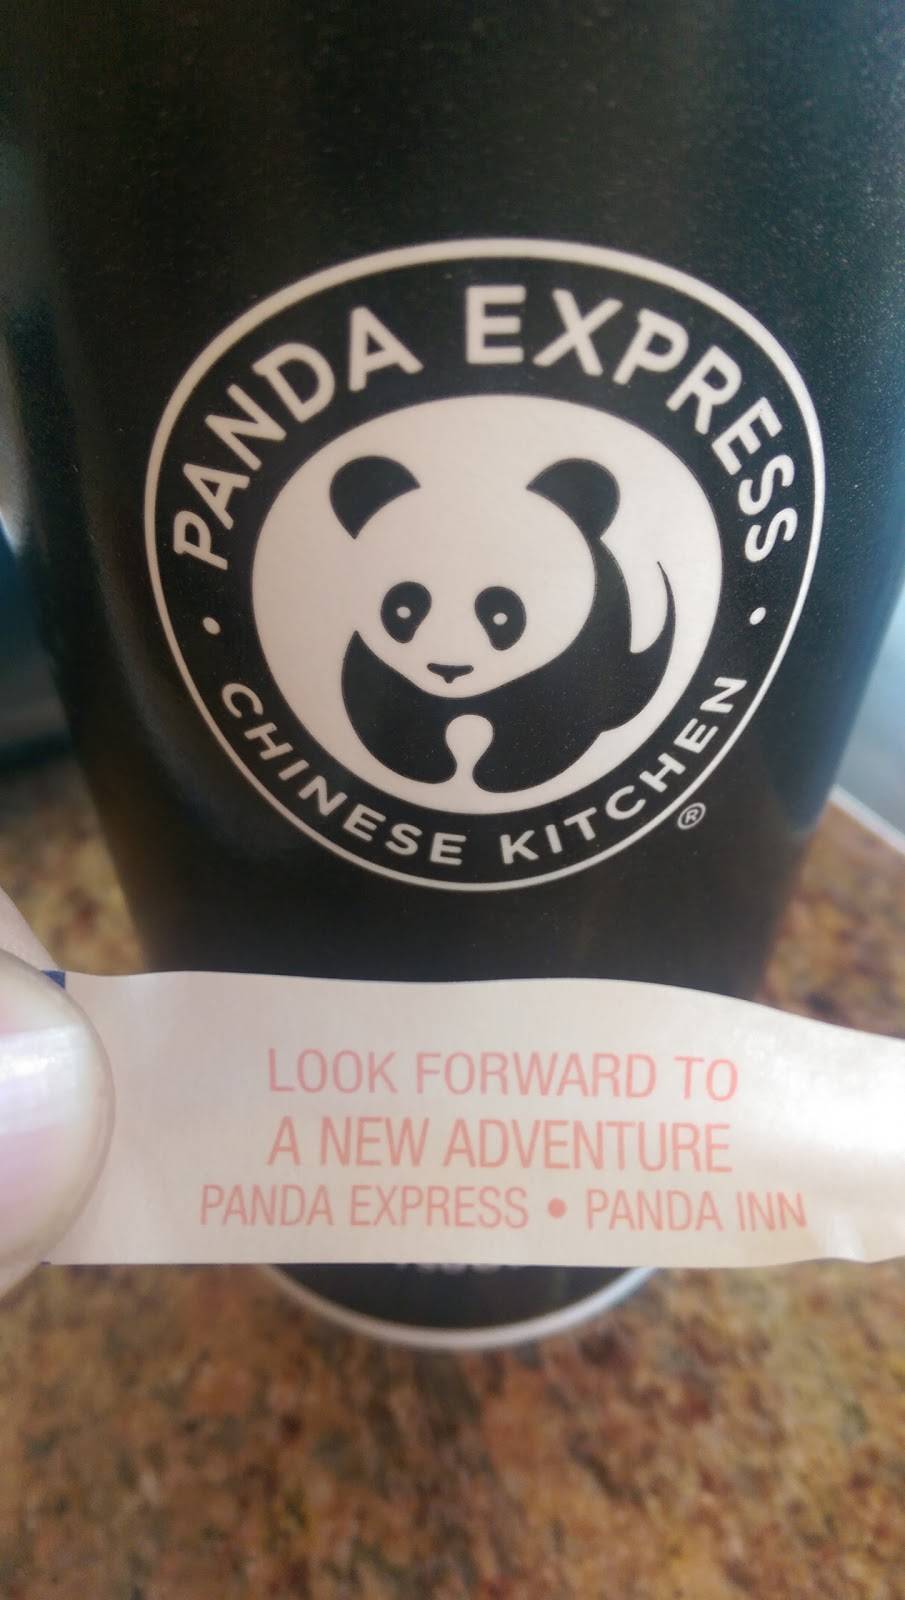 PANDA EXPRESS
CHINESE KITCHEN
®
LOOK FORWARD TO
A NEW ADVENTURE
PANDA EXPRESS • PANDA INN